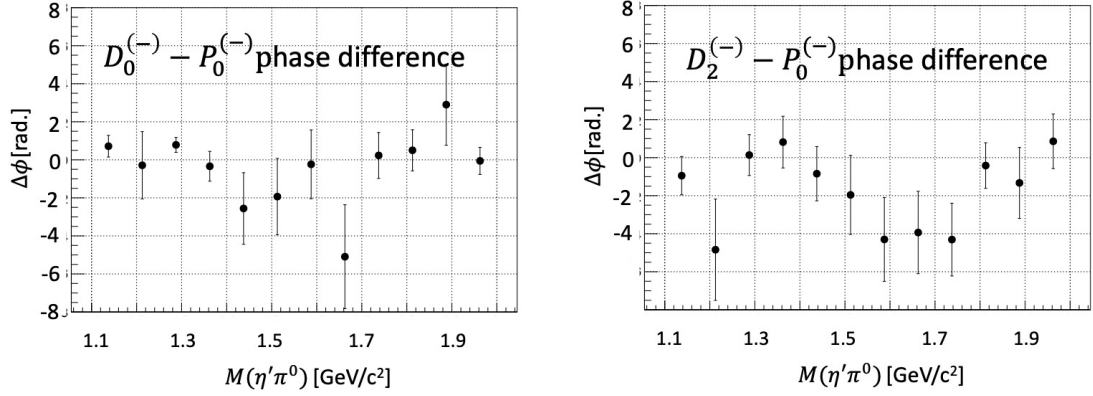 8
6
4
2
0
-2
-4
-6
-8
Δϕ[rad.]
D₀⁽⁻⁾ − P₀⁽⁻⁾ phase difference
1.1 1.3 1.5 1.7 1.9
M(η′π⁰) [GeV/c²]
8
6
4
2
0
-2
-4
Δϕ[rad.]
D₂⁽⁻⁾ − P₀⁽⁻⁾ phase difference
1.1 1.3 1.5 1.7 1.9
M(η′π⁰) [GeV/c²]